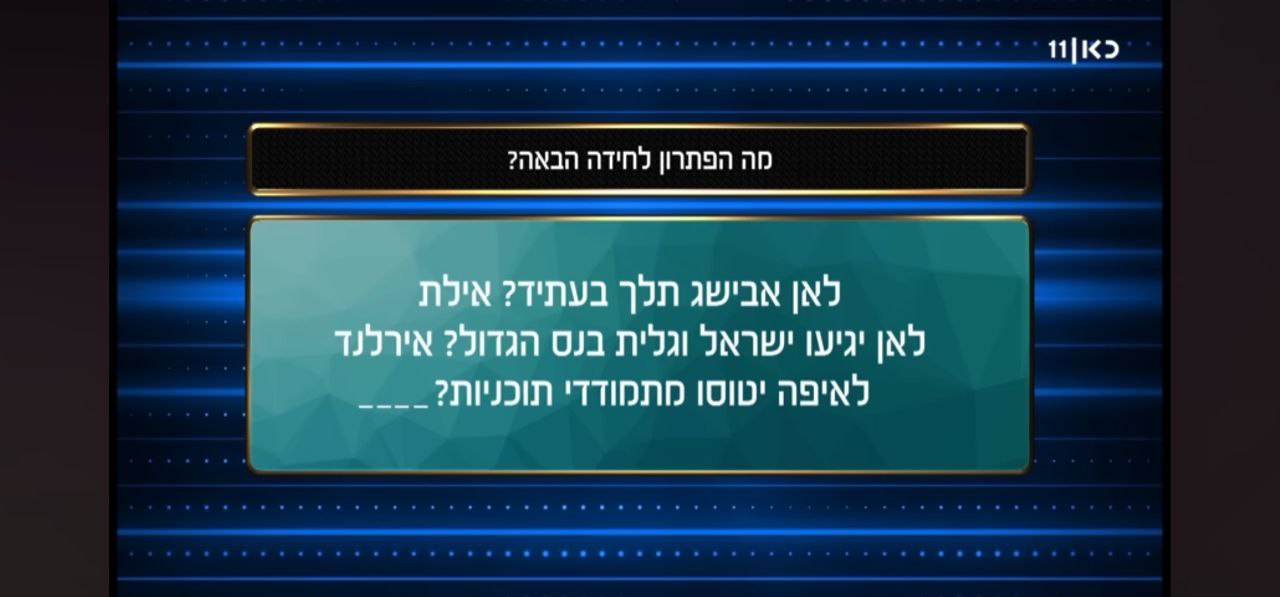 כאן|11
מה הפתרון לחידה הבאה?
לאן אבישג תלך בעתיד? אילת
לאן יגיעו ישראל וגלית בנס הגדול? אירלנד
לאיפה יטוסו מתמודדי תוכניות? _ _ _ _